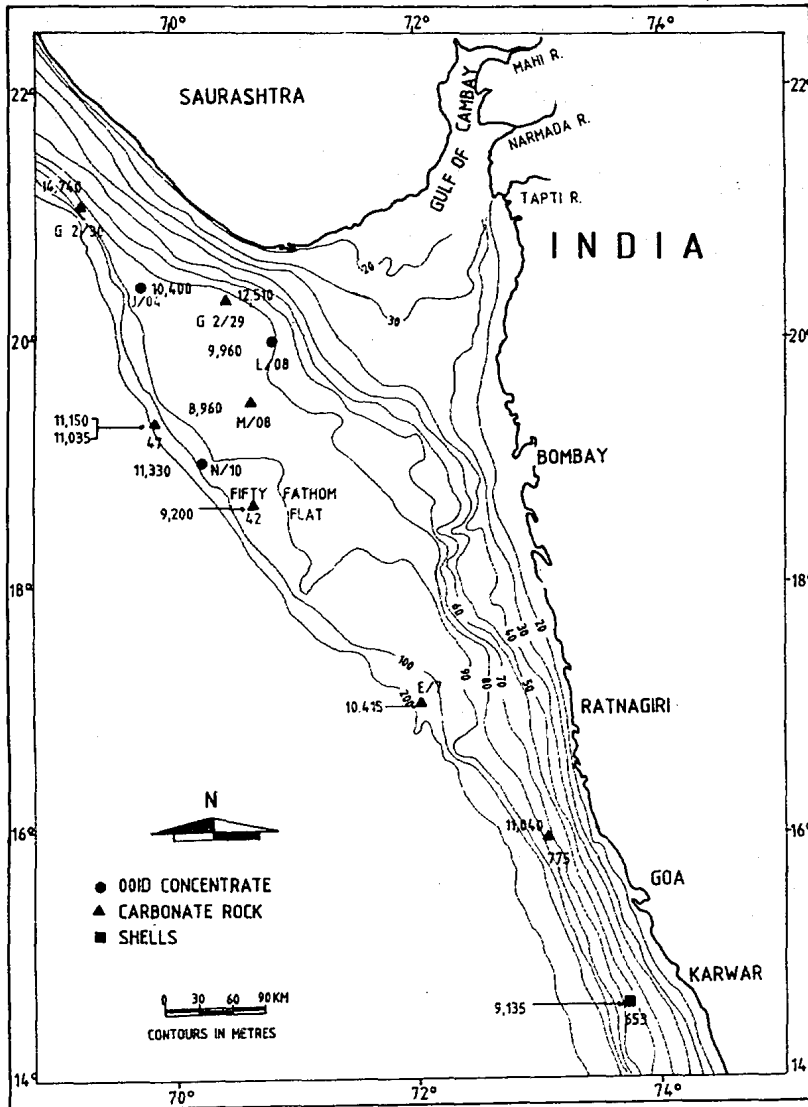 70° 72° 74°
22° 22°
SAURASHTRA
GULF OF CAMBAY
MAHI R.
NARMADA R.
TAPTI R.
INDIA
14,740
G 2/34
20
30
10,400
J/04
12,510
G 2/29
20° 20°
9,960
L/08
8,960
M/08
11,150
11,035
47
BOMBAY
11,330
N/10
FIFTY FATHOM
FLAT
9,200
42
18° 18°
60
40
30
20
100
90
80
70
50
200
E/7
10.415
RATNAGIRI
N
16° 16°
11,040
775
OOID CONCENTRATE
CARBONATE ROCK
SHELLS
GOA
KARWAR
0 30 60 90 KM
CONTOURS IN METRES
9,135
653
14° 14
70° 72° 74°